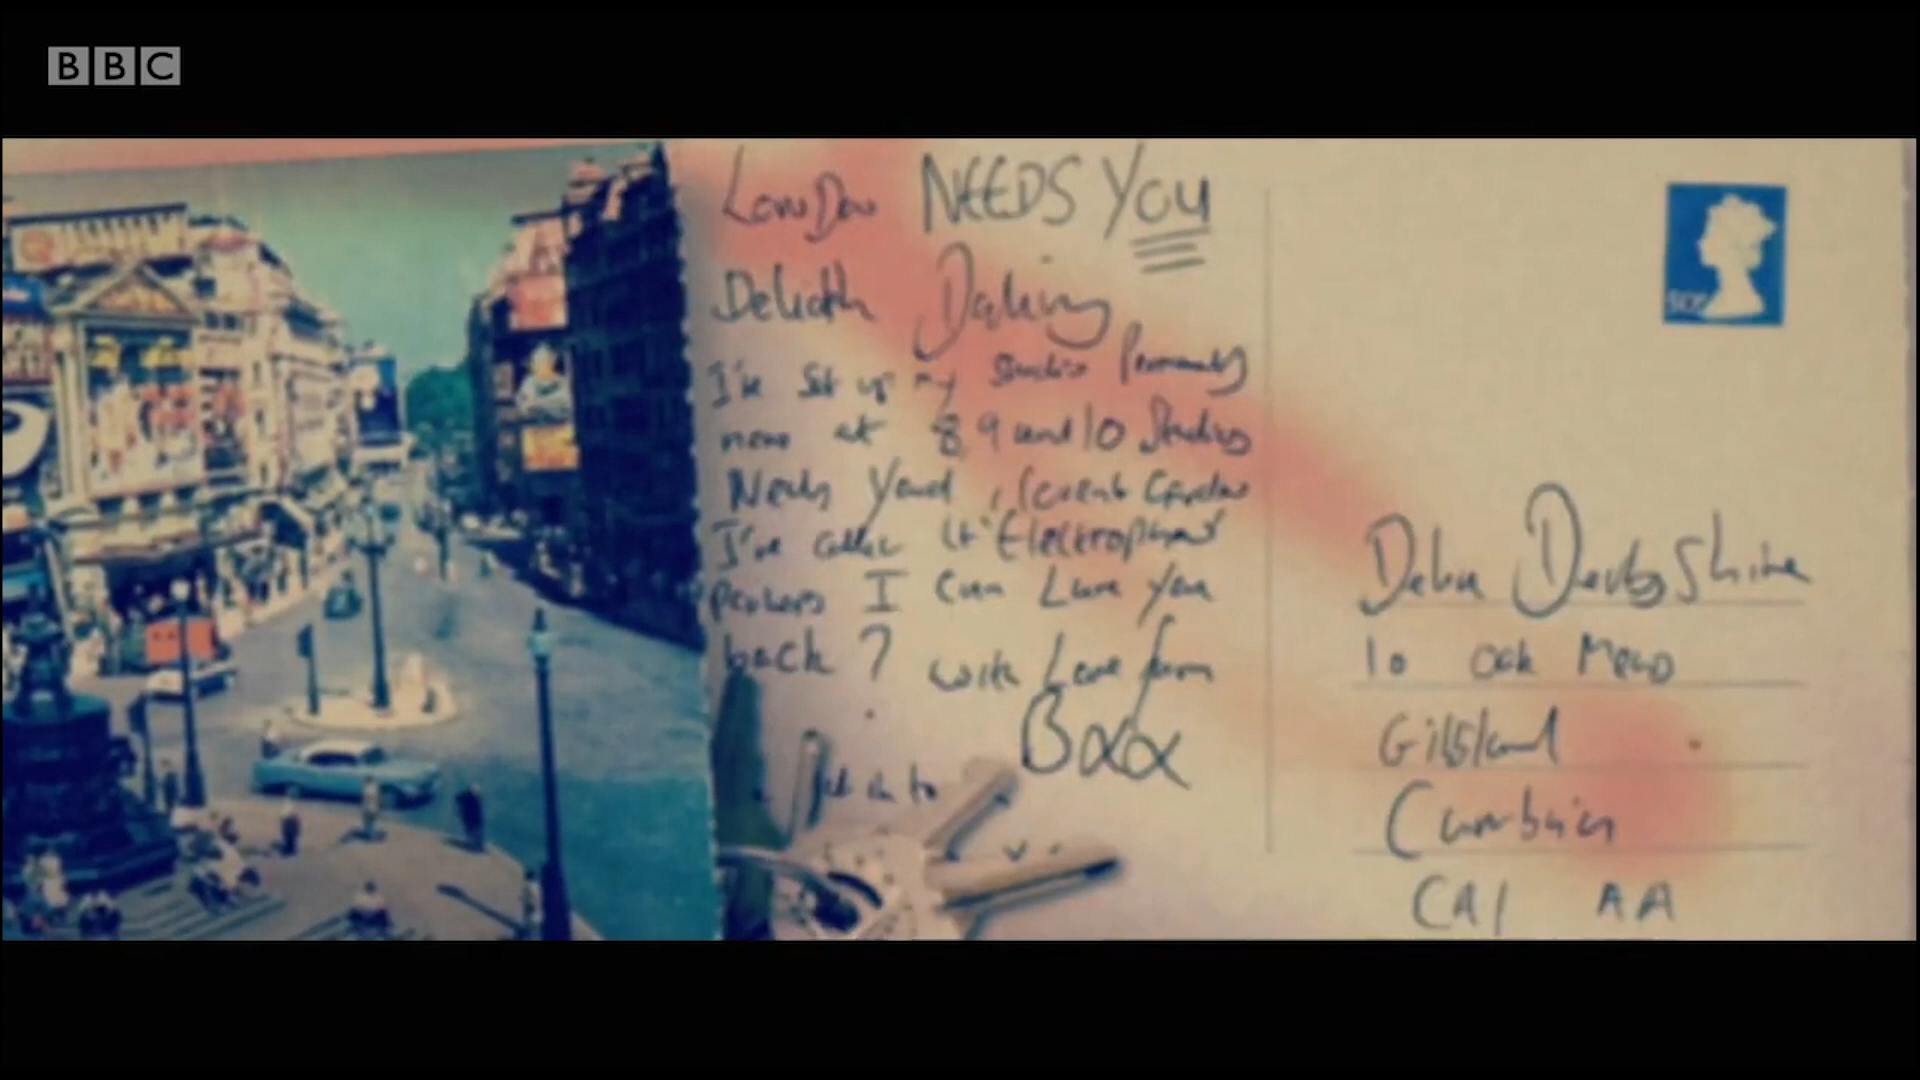 BBC
LonDon NEEDS YOU
Darling
I've set up my studio Permanently
now at 8 9 and 10 Studios
Neals Yard, Covent Garden
I've called it Electrophon
perhaps I can Lure you
back? with Love from
Bxx
Delia DerbyShire
10 Oak Mews
Gilsland
Cumbria
CA1 AA